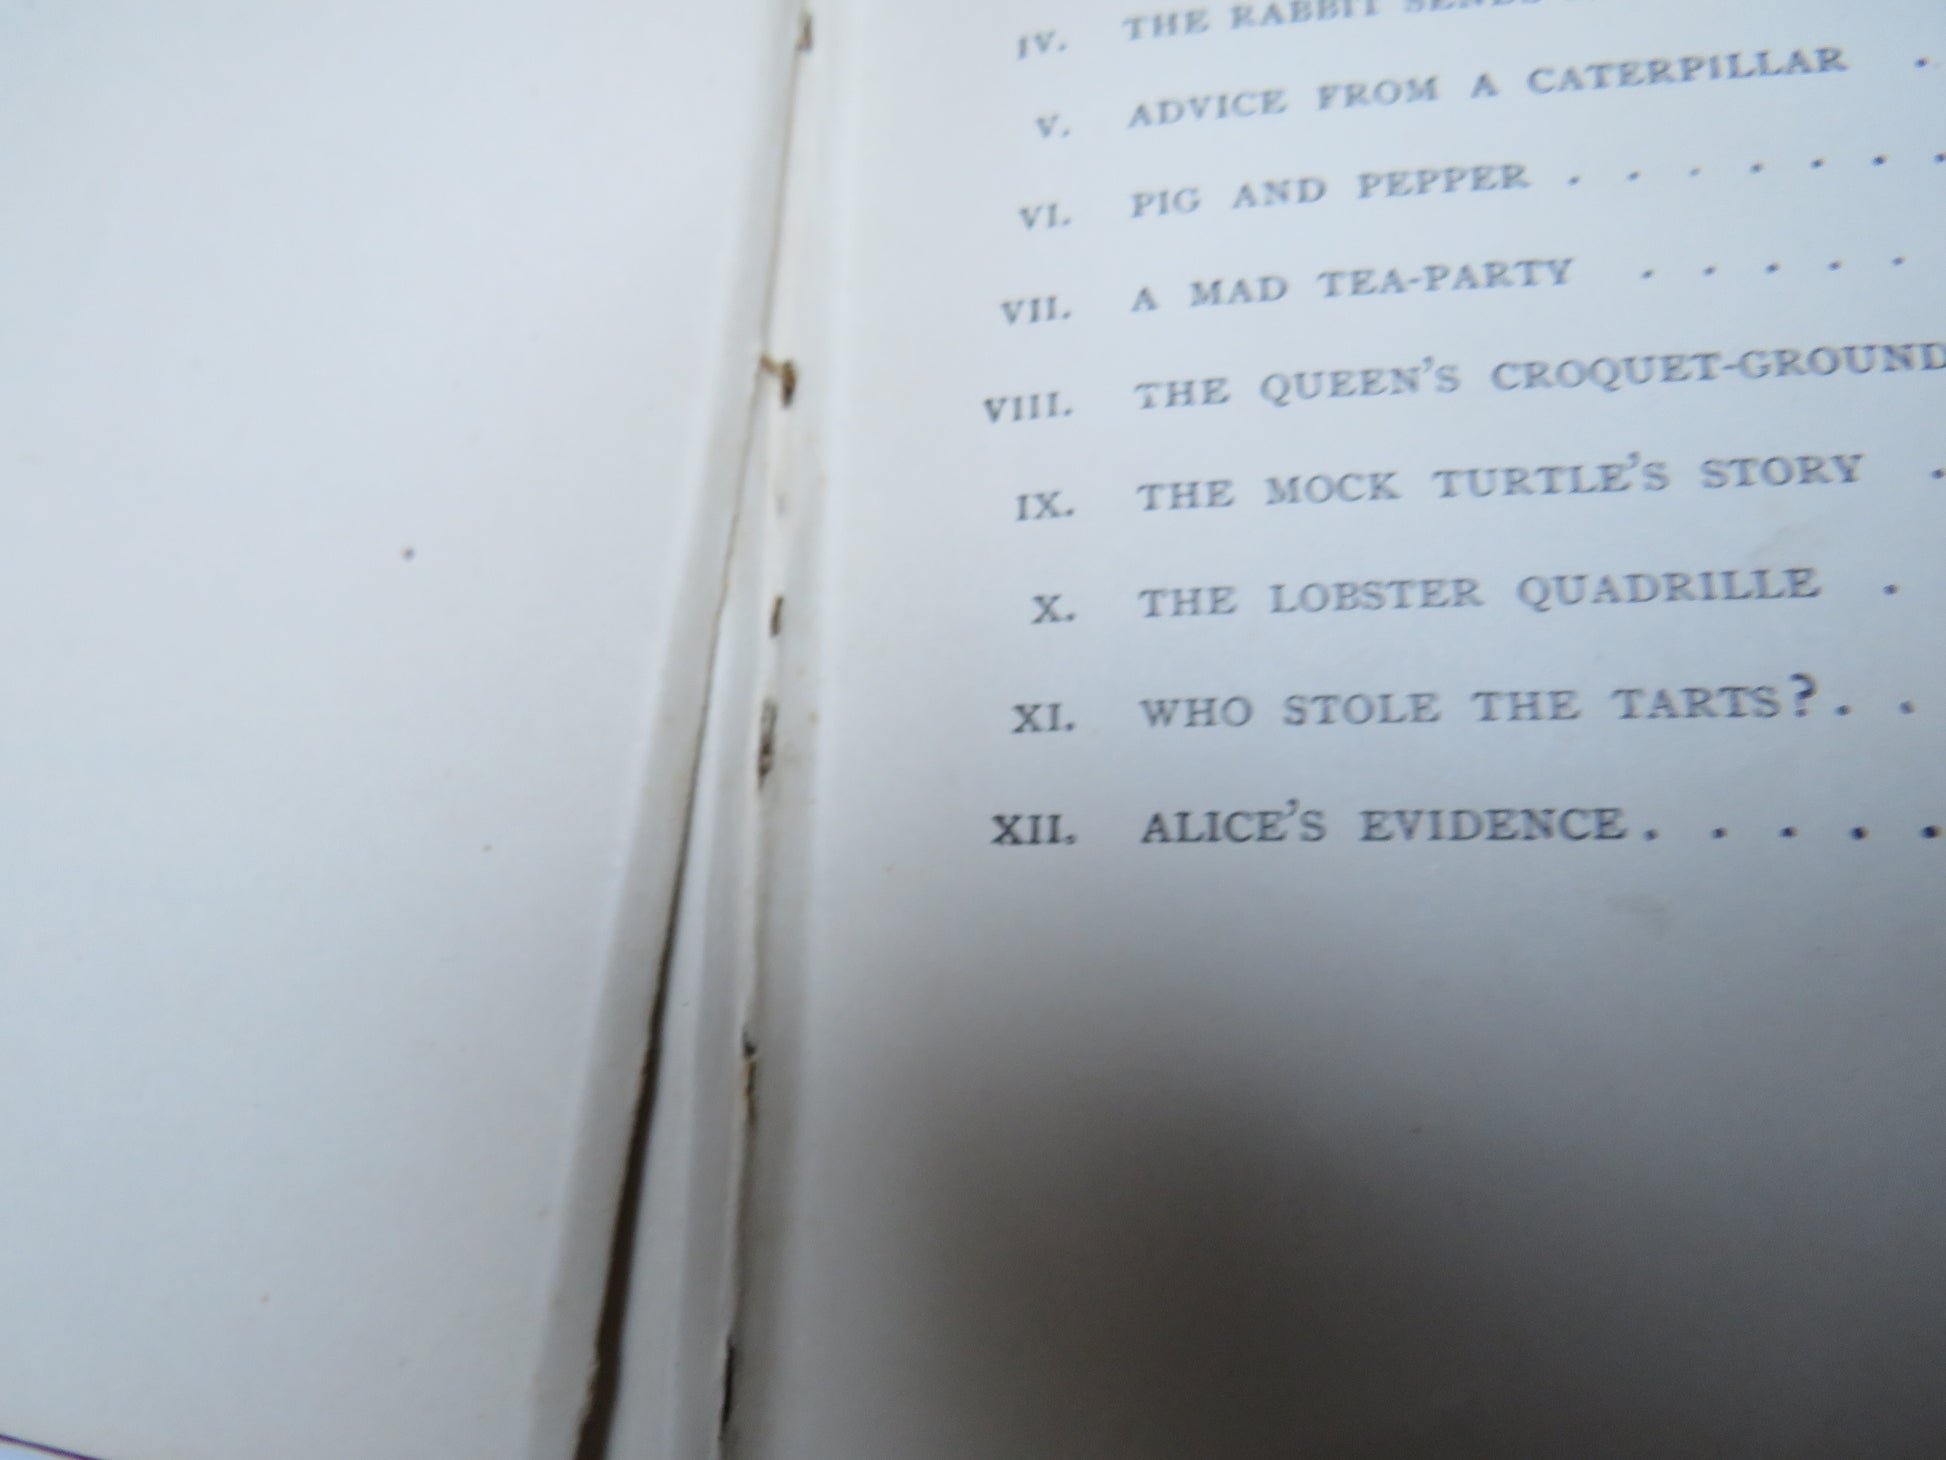 IV. THE RABBIT SENDS
V. ADVICE FROM A CATERPILLAR .
VI. PIG AND PEPPER . . . . . . .
VII. A MAD TEA-PARTY . . . . .
VIII. THE QUEEN'S CROQUET-GROUND
IX. THE MOCK TURTLE'S STORY .
X. THE LOBSTER QUADRILLE .
XI. WHO STOLE THE TARTS? . .
XII. ALICE'S EVIDENCE . . . . .